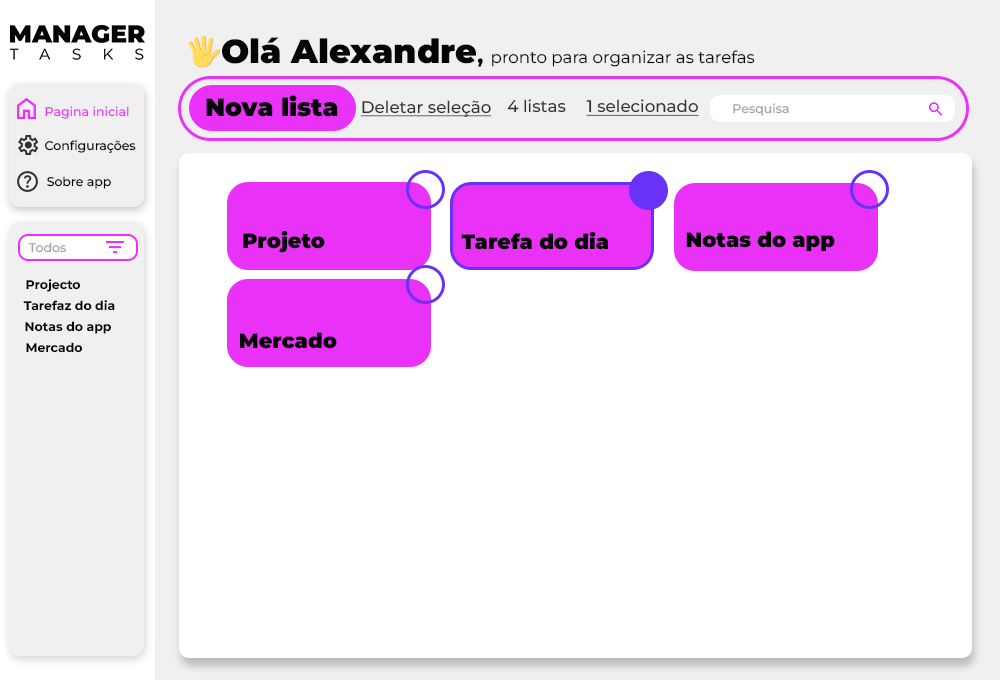 MANAGER
TASKS
Pagina inicial
Configurações
Sobre app
Todos
Projecto
Tarefaz do dia
Notas do app
Mercado
Olá Alexandre, pronto para organizar as tarefas
Nova lista Deletar seleção 4 listas 1 selecionado Pesquisa
Projeto
Tarefa do dia
Notas do app
Mercado